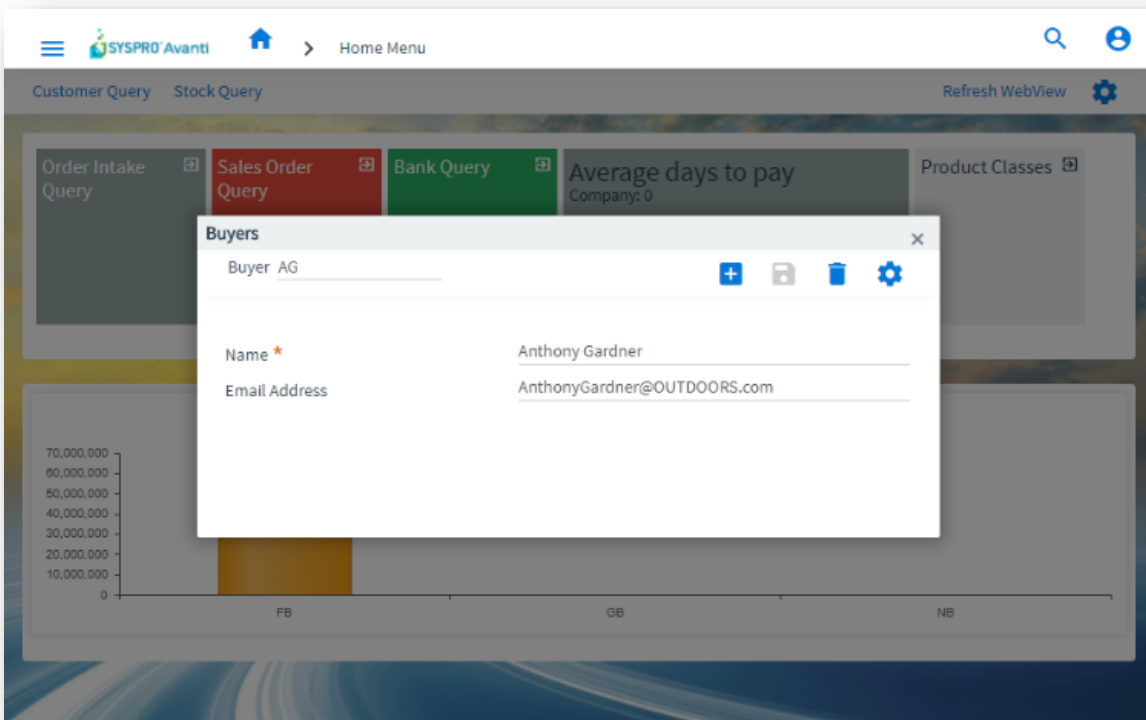 SYSPRO Avanti
Home Menu
Customer Query Stock Query Refresh WebView
Order Intake
Query
Sales Order
Query
Bank Query
Average days to pay
Company: 0
Product Classes
Buyers ×
Buyer AG
Name * Anthony Gardner
Email Address AnthonyGardner@OUTDOORS.com
70,000,000
60,000,000
50,000,000
40,000,000
30,000,000
20,000,000
10,000,000
0
FB GB NB